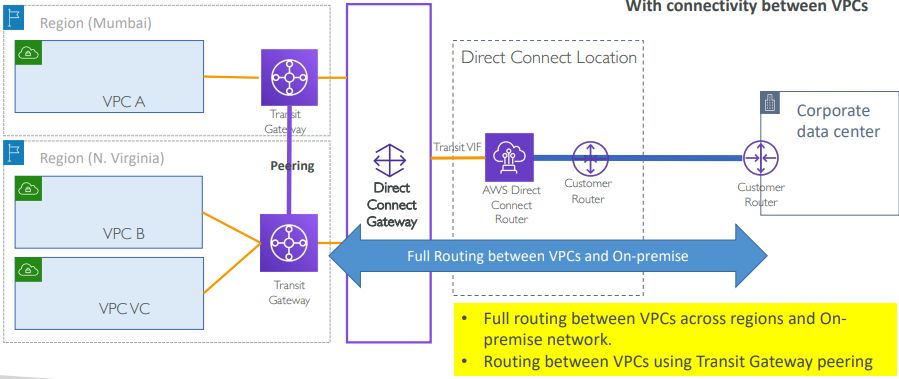 With connectivity between VPCs
Region (Mumbai)
VPC A
Transit
Gateway
Region (N. Virginia)
Peering
VPC B
VPC VC
Transit
Gateway
Direct
Connect
Gateway
Direct Connect Location
Transit VIF
AWS Direct
Connect
Router
Customer
Router
Corporate
data center
Customer
Router
Full Routing between VPCs and On-premise
• Full routing between VPCs across regions and On-
premise network.
• Routing between VPCs using Transit Gateway peering